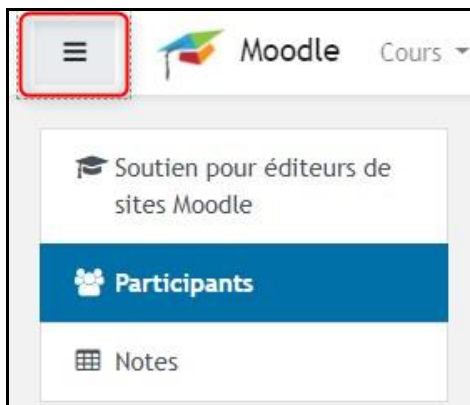 Moodle Cours
Soutien pour éditeurs de
sites Moodle
Participants
Notes